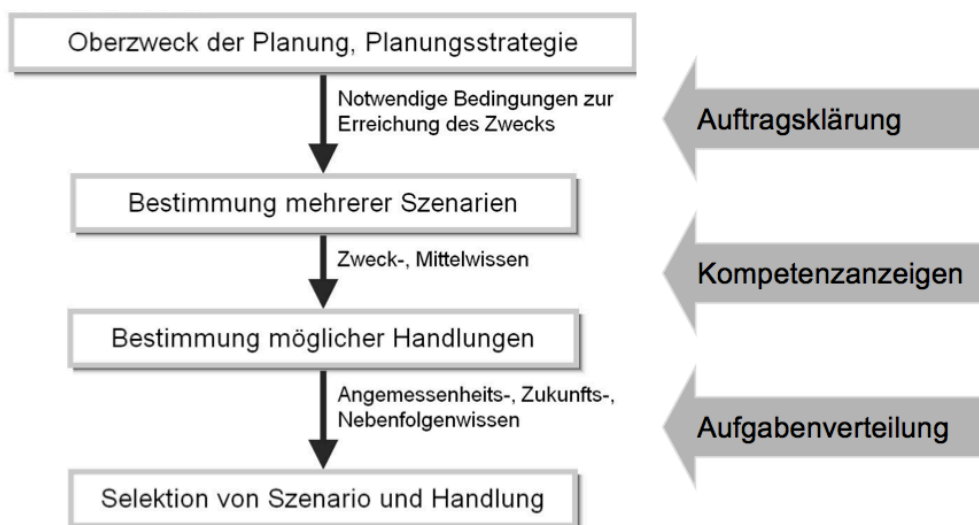 Oberzweck der Planung, Planungsstrategie
Notwendige Bedingungen zur
Erreichung des Zwecks
Auftragsklärung
Bestimmung mehrerer Szenarien
Zweck-, Mittelwissen
Kompetenzanzeigen
Bestimmung möglicher Handlungen
Angemessenheits-, Zukunfts-,
Nebenfolgenwissen
Aufgabenverteilung
Selektion von Szenario und Handlung